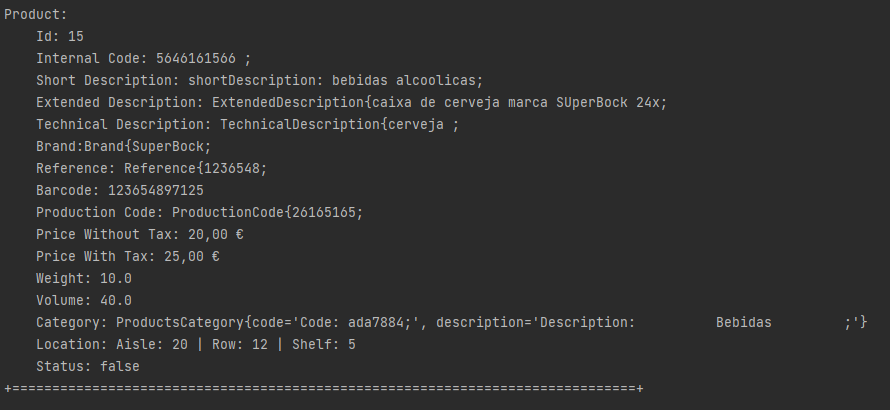 Product:
Id: 15
Internal Code: 5646161566 ;
Short Description: shortDescription: bebidas alcoolicas;
Extended Description: ExtendedDescription{caixa de cerveja marca SUperBock 24x;
Technical Description: TechnicalDescription{cerveja ;
Brand:Brand{SuperBock;
Reference: Reference{1236548;
Barcode: 123654897125
Production Code: ProductionCode{26165165;
Price Without Tax: 20,00 €
Price With Tax: 25,00 €
Weight: 10.0
Volume: 40.0
Category: ProductsCategory{code='Code: ada7884;', description='Description:          Bebidas         ;'}
Location: Aisle: 20 | Row: 12 | Shelf: 5
Status: false
+==============================================================================+